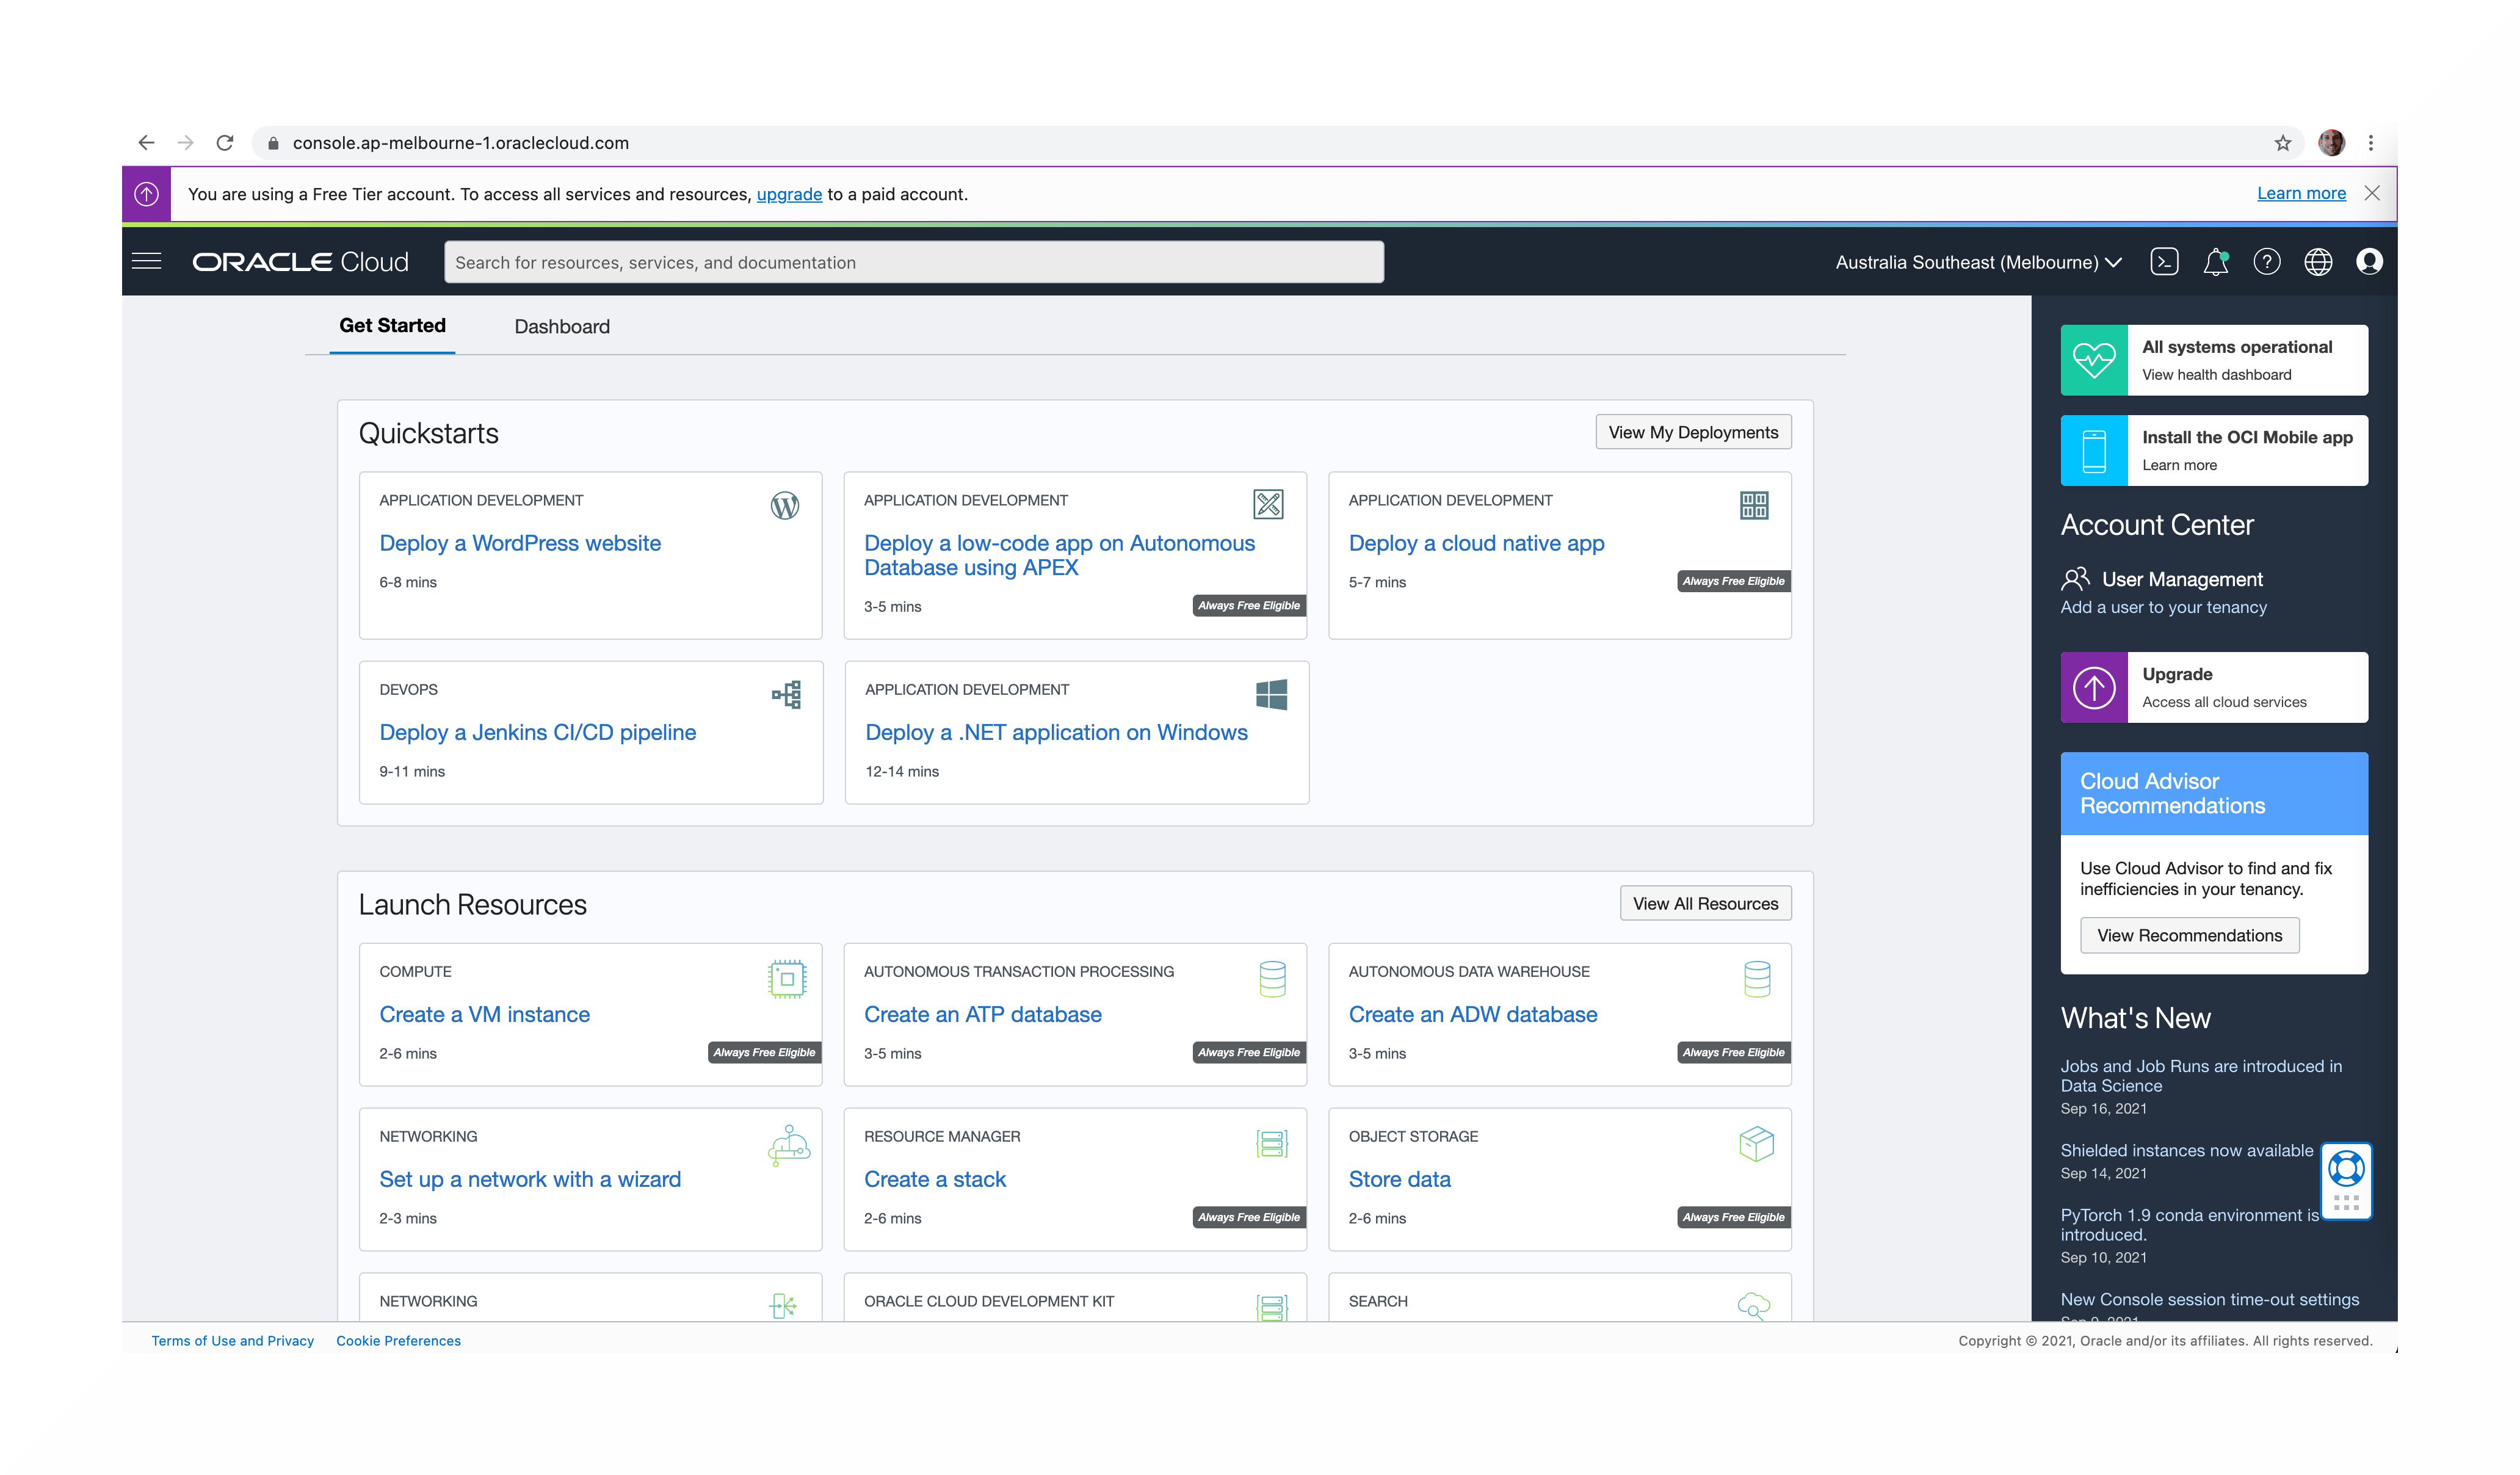 console.ap-melbourne-1.oraclecloud.com
You are using a Free Tier account. To access all services and resources, upgrade to a paid account.
Learn more
ORACLE Cloud
Search for resources, services, and documentation
Australia Southeast (Melbourne)
Get Started
Dashboard
Quickstarts
View My Deployments
APPLICATION DEVELOPMENT
Deploy a WordPress website
6-8 mins
APPLICATION DEVELOPMENT
Deploy a low-code app on Autonomous
Database using APEX
3-5 mins
Always Free Eligible
APPLICATION DEVELOPMENT
Deploy a cloud native app
5-7 mins
Always Free Eligible
DEVOPS
Deploy a Jenkins CI/CD pipeline
9-11 mins
APPLICATION DEVELOPMENT
Deploy a .NET application on Windows
12-14 mins
Launch Resources
View All Resources
COMPUTE
Create a VM instance
2-6 mins
Always Free Eligible
AUTONOMOUS TRANSACTION PROCESSING
Create an ATP database
3-5 mins
Always Free Eligible
AUTONOMOUS DATA WAREHOUSE
Create an ADW database
3-5 mins
Always Free Eligible
NETWORKING
Set up a network with a wizard
2-3 mins
RESOURCE MANAGER
Create a stack
2-6 mins
Always Free Eligible
OBJECT STORAGE
Store data
2-6 mins
Always Free Eligible
NETWORKING
ORACLE CLOUD DEVELOPMENT KIT
SEARCH
All systems operational
View health dashboard
Install the OCI Mobile app
Learn more
Account Center
User Management
Add a user to your tenancy
Upgrade
Access all cloud services
Cloud Advisor
Recommendations
Use Cloud Advisor to find and fix
inefficiencies in your tenancy.
View Recommendations
What's New
Jobs and Job Runs are introduced in
Data Science
Sep 16, 2021
Shielded instances now available
Sep 14, 2021
PyTorch 1.9 conda environment is
introduced.
Sep 10, 2021
New Console session time-out settings
Terms of Use and Privacy
Cookie Preferences
Copyright © 2021, Oracle and/or its affiliates. All rights reserved.